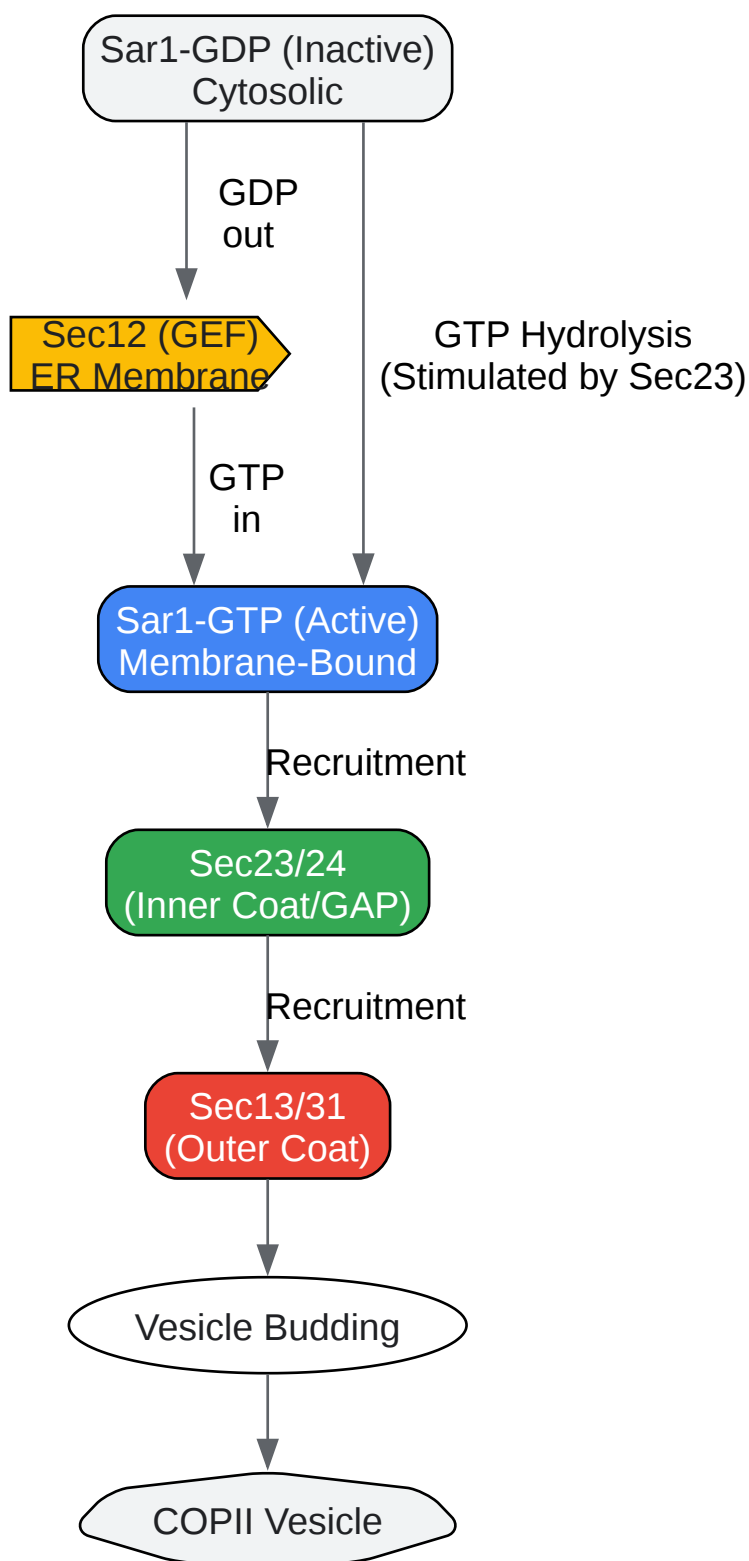 Sar1-GDP (Inactive)
Cytosolic
GDP
out
Sec12 (GEF)
ER Membrane
GTP Hydrolysis
(Stimulated by Sec23)
GTP
in
Sar1-GTP (Active)
Membrane-Bound
Recruitment
Sec23/24
(Inner Coat/GAP)
Recruitment
Sec13/31
(Outer Coat)
Vesicle Budding
COPII Vesicle